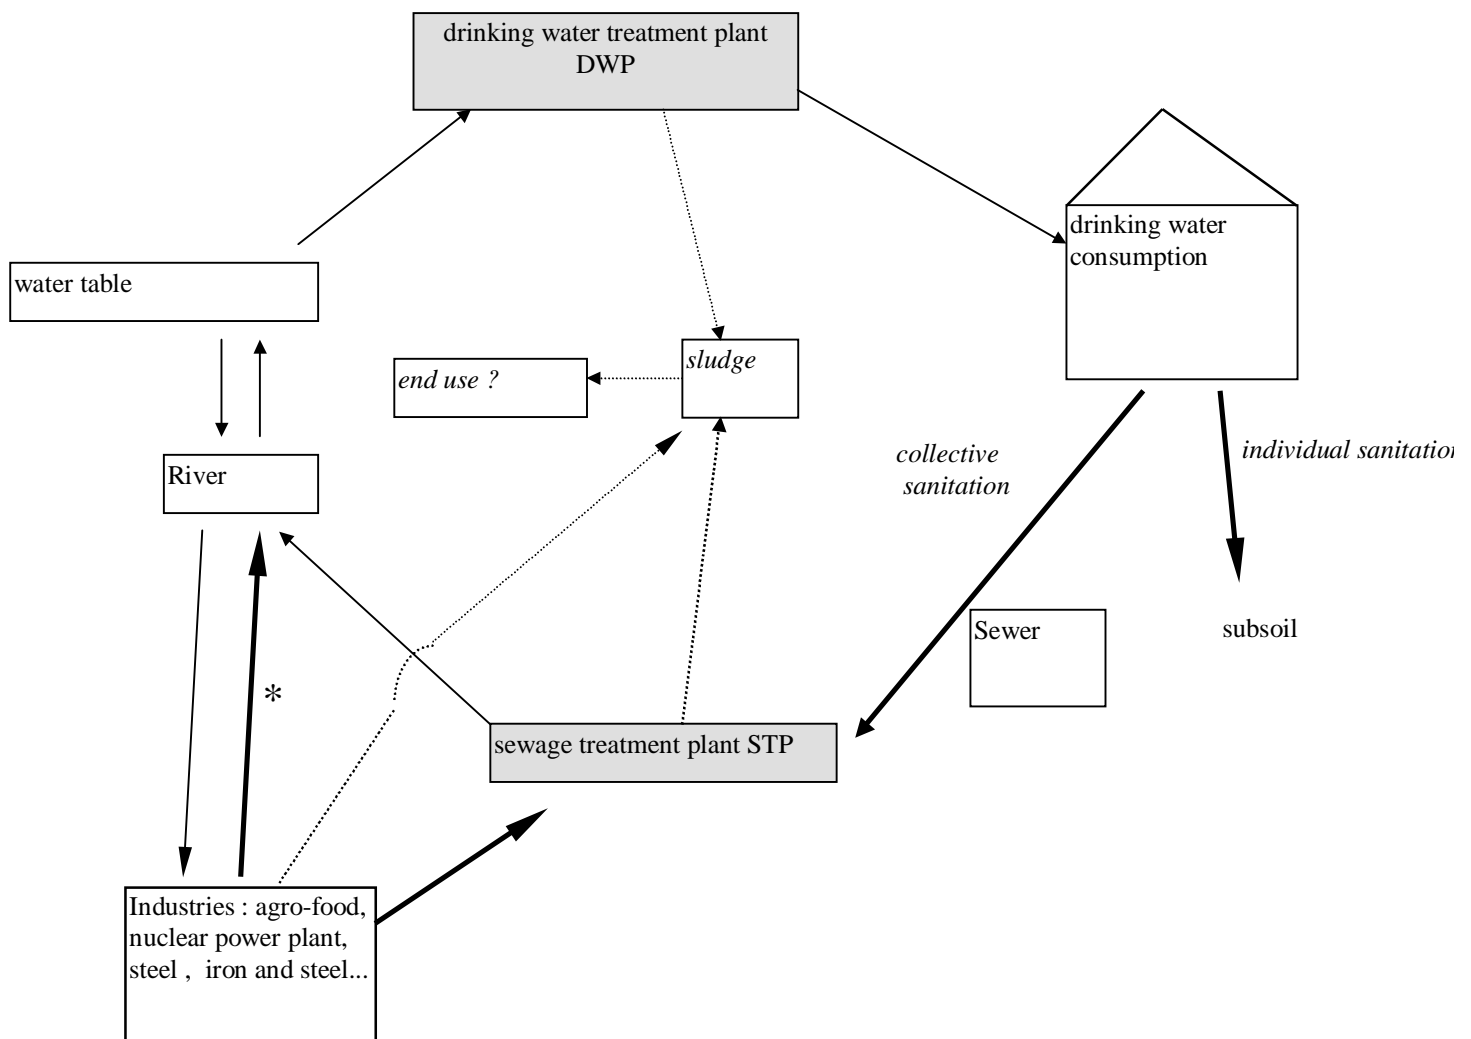 drinking water treatment plant
DWP
drinking water
consumption
water table
sludge
end use ?
River
collective
sanitation
individual sanitation
Sewer
subsoil
*
sewage treatment plant STP
Industries : agro-food,
nuclear power plant,
steel ,  iron and steel...